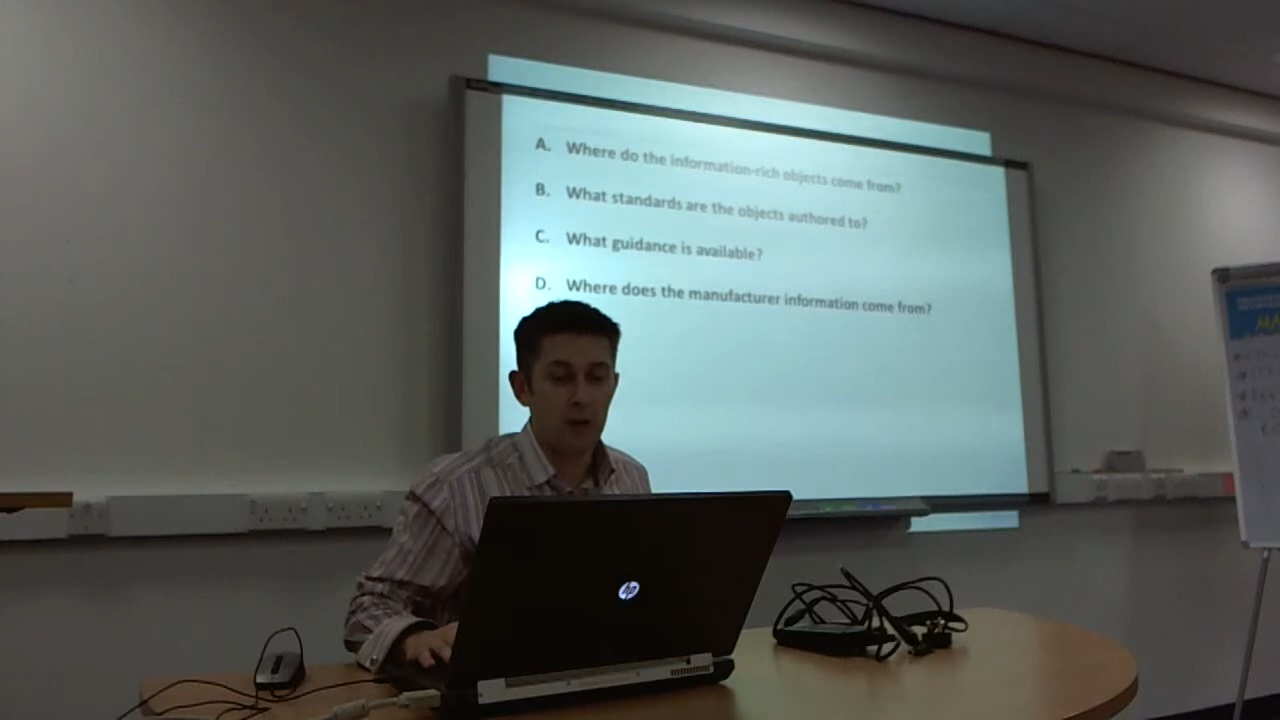 A. Where do the information-rich objects come from?
B. What standards are the objects authored to?
C. What guidance is available?
D. Where does the manufacturer information come from?
hp